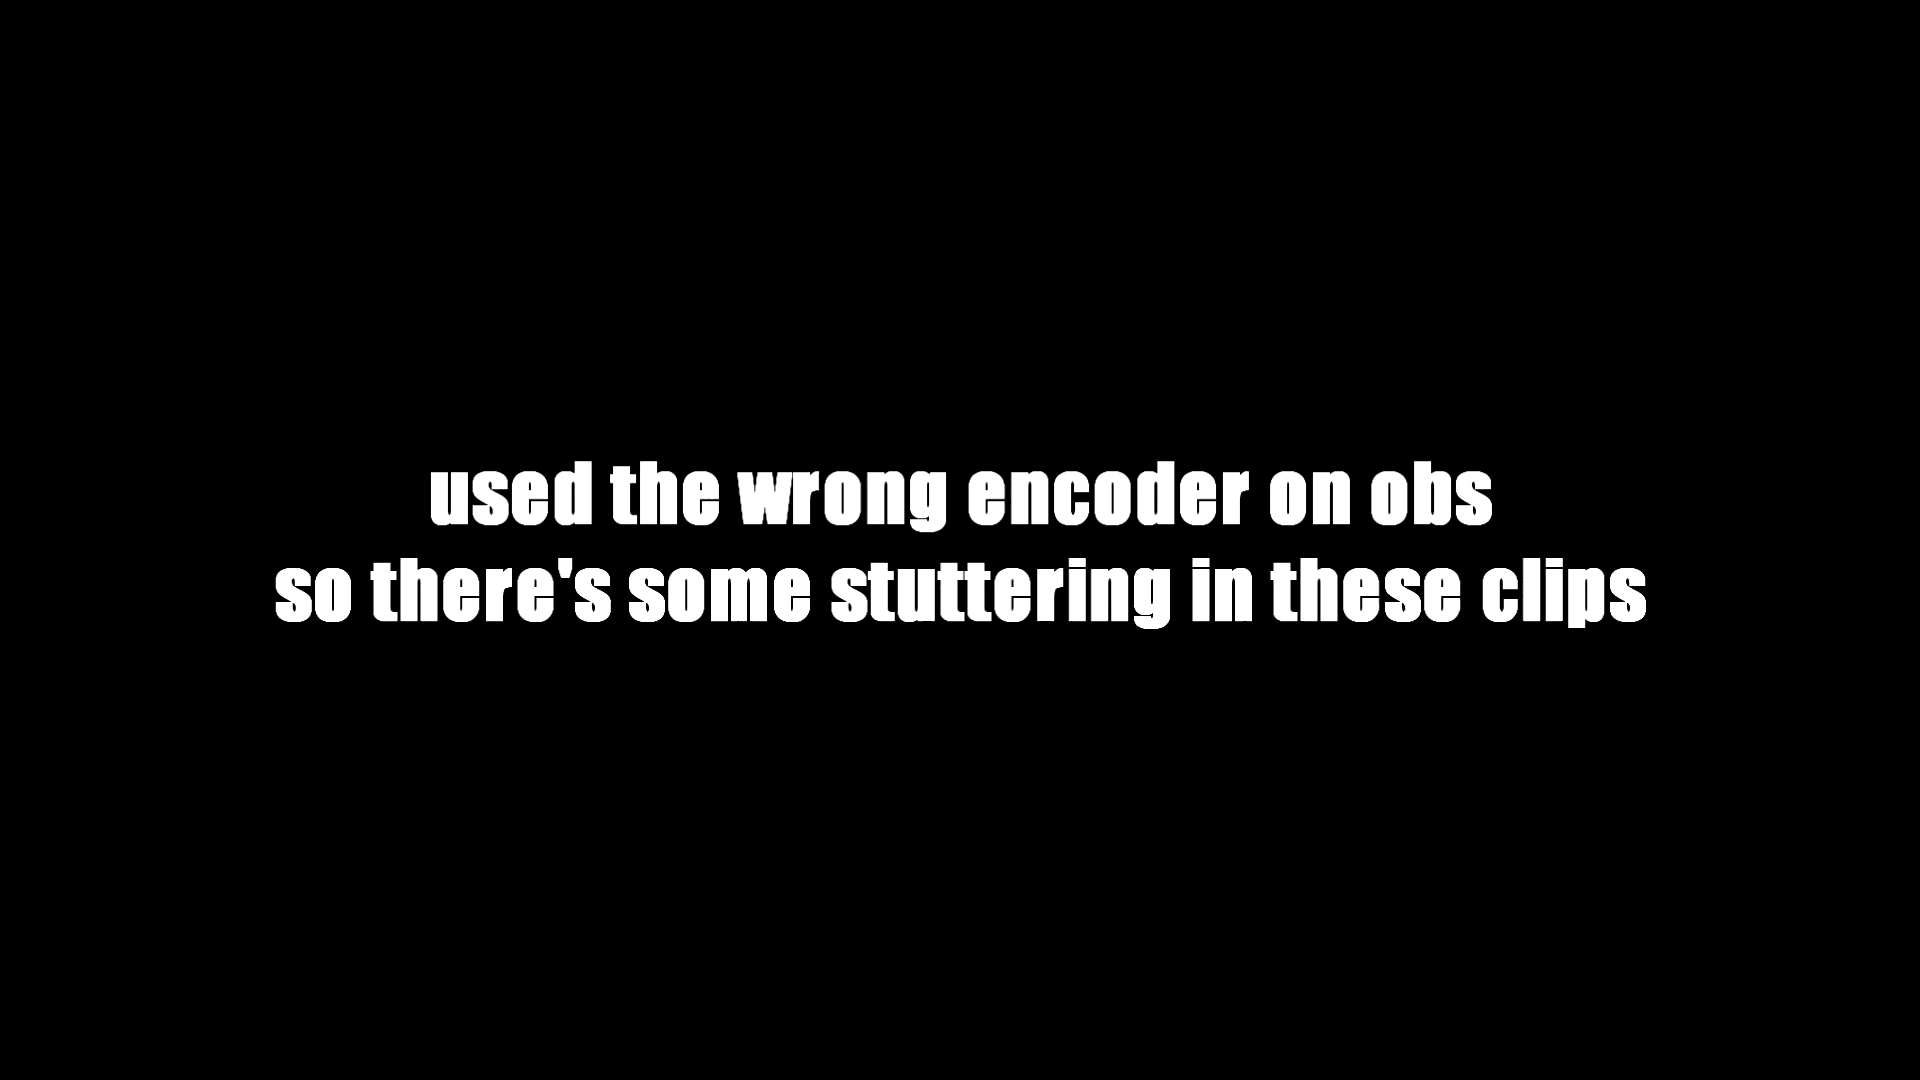 used the wrong encoder on obs
so there's some stuttering in these clips